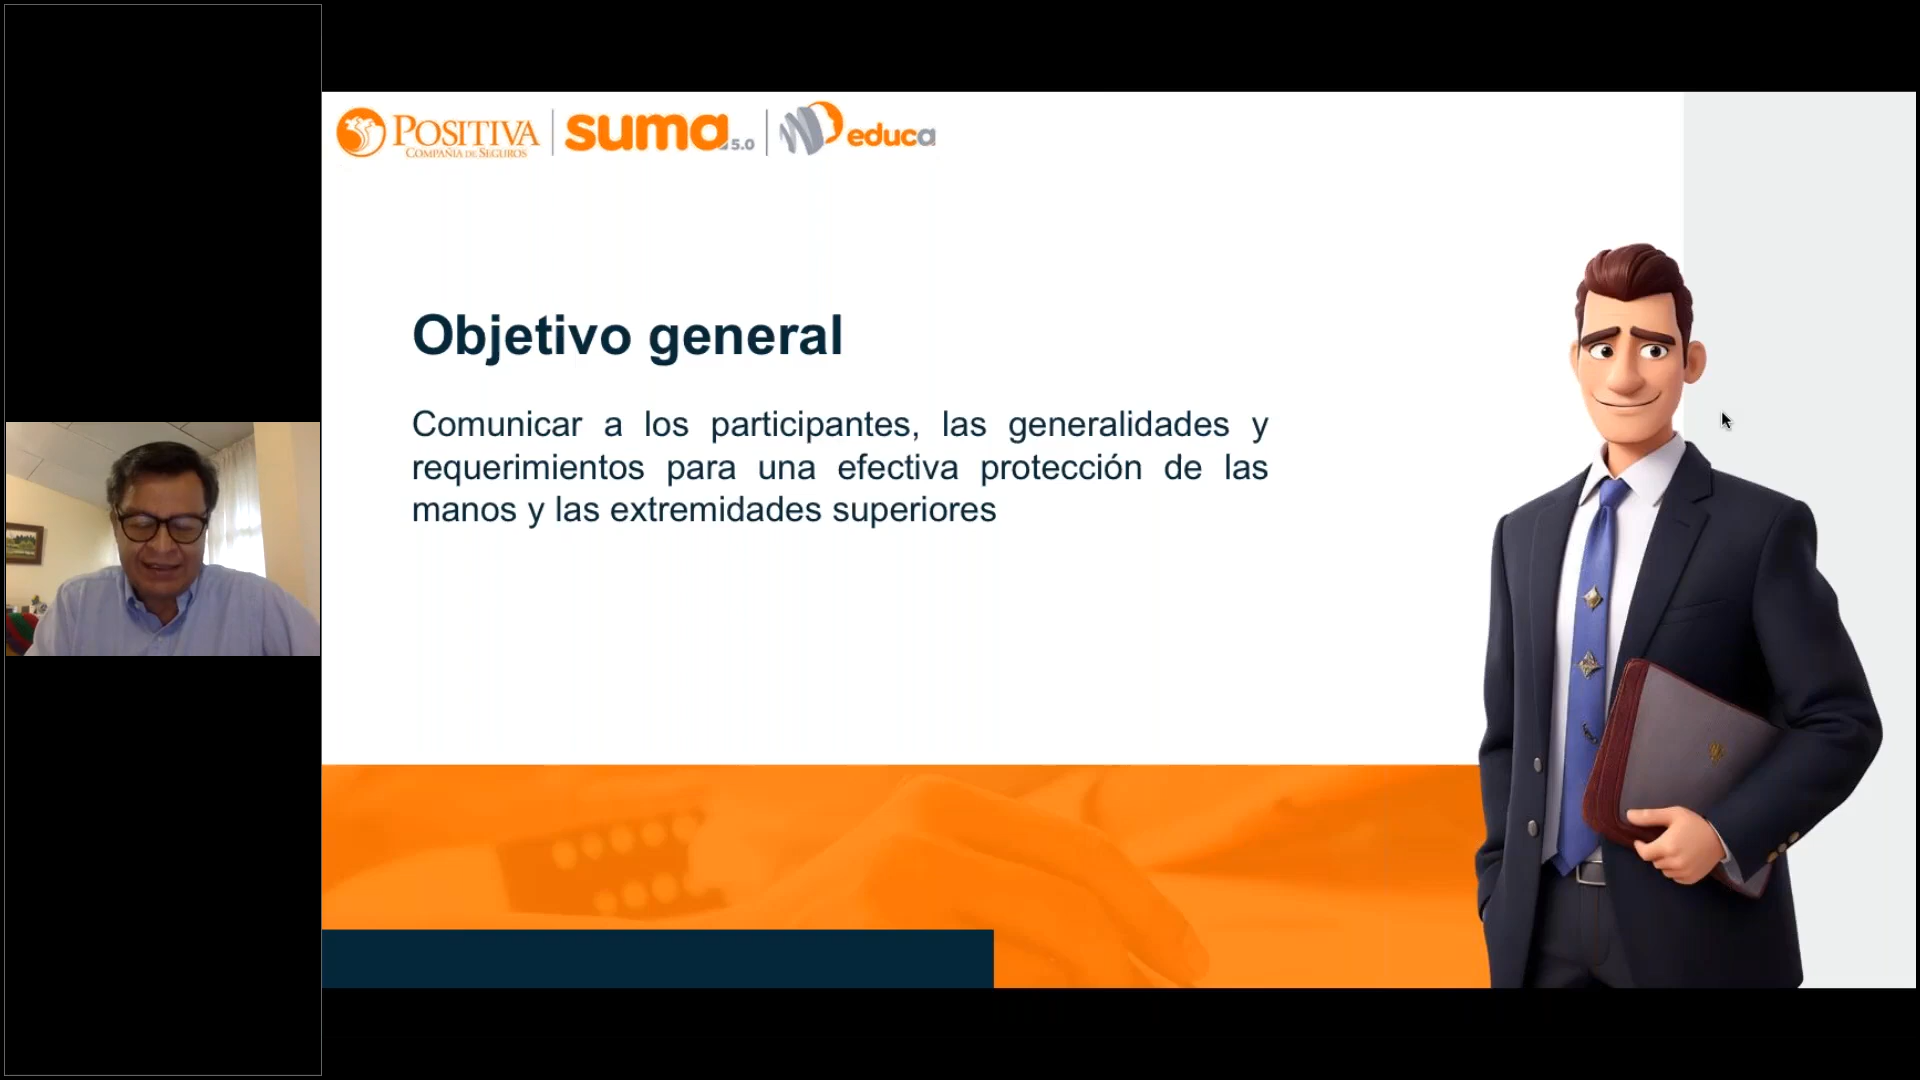 POSITIVA
COMPAÑIA DE SEGUROS
suma 5.0
educa
Objetivo general
Comunicar a los participantes, las generalidades y
requerimientos para una efectiva protección de las
manos y las extremidades superiores